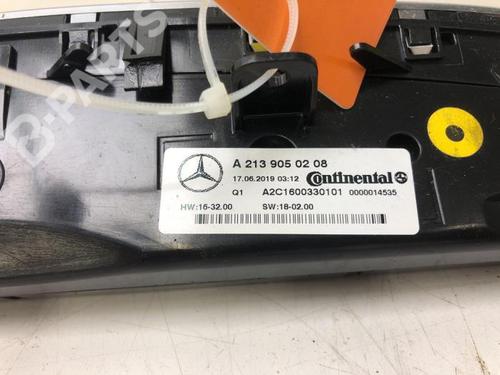 B-PARTS
A 213 905 02 08
17.06.2019 03:12 Continental
Q1 A2C1600330101 0000014535
HW:16-32.00 SW:18-02.00